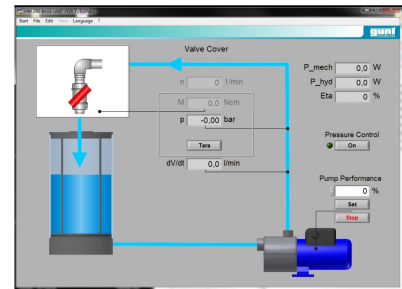 Start File Edit View Language ?
gunt
Valve Cover
n 0 1/min
M 0,0 Ncm
p -0,00 bar
Tara
dV/dt 0,0 l/min
P_mech 0,0 W
P_hyd 0,0 W
Eta 0 %
Pressure Control
On
Pump Performance
0 %
Set
Stop